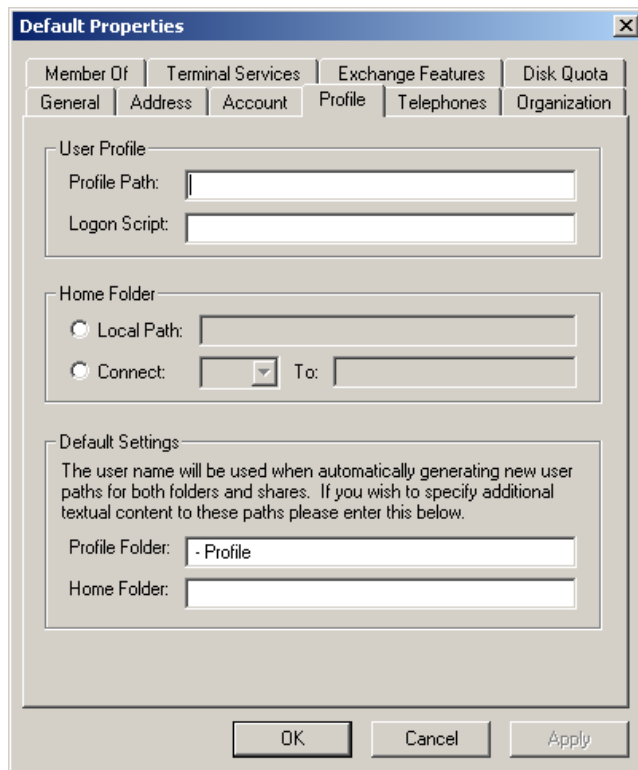 Default Properties
Member Of Terminal Services Exchange Features Disk Quota
General Address Account Profile Telephones Organization
User Profile
Profile Path:
Logon Script:
Home Folder
Local Path:
Connect: To:
Default Settings
The user name will be used when automatically generating new user
paths for both folders and shares. If you wish to specify additional
textual content to these paths please enter this below.
Profile Folder: - Profile
Home Folder:
OK Cancel Apply